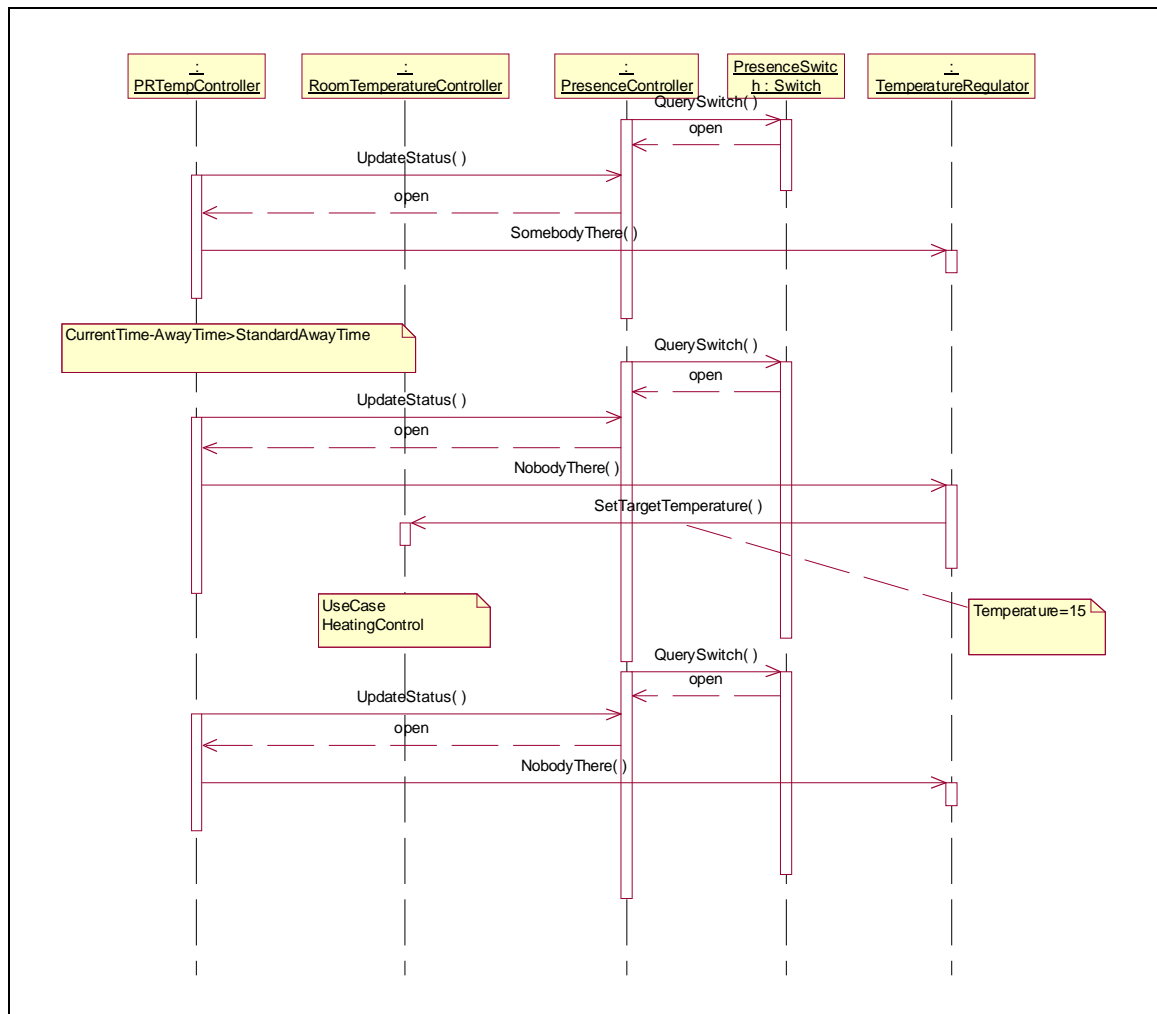 :
PRTempController
:
RoomTemperatureController
:
PresenceController
PresenceSwitc
h : Switch
:
TemperatureRegulator
QuerySwitch( )
open
UpdateStatus( )
open
SomebodyThere( )
CurrentTime-AwayTime>StandardAwayTime
QuerySwitch( )
open
UpdateStatus( )
open
NobodyThere( )
SetTargetTemperature( )
UseCase
HeatingControl
Temperature=15
QuerySwitch( )
open
UpdateStatus( )
open
NobodyThere( )